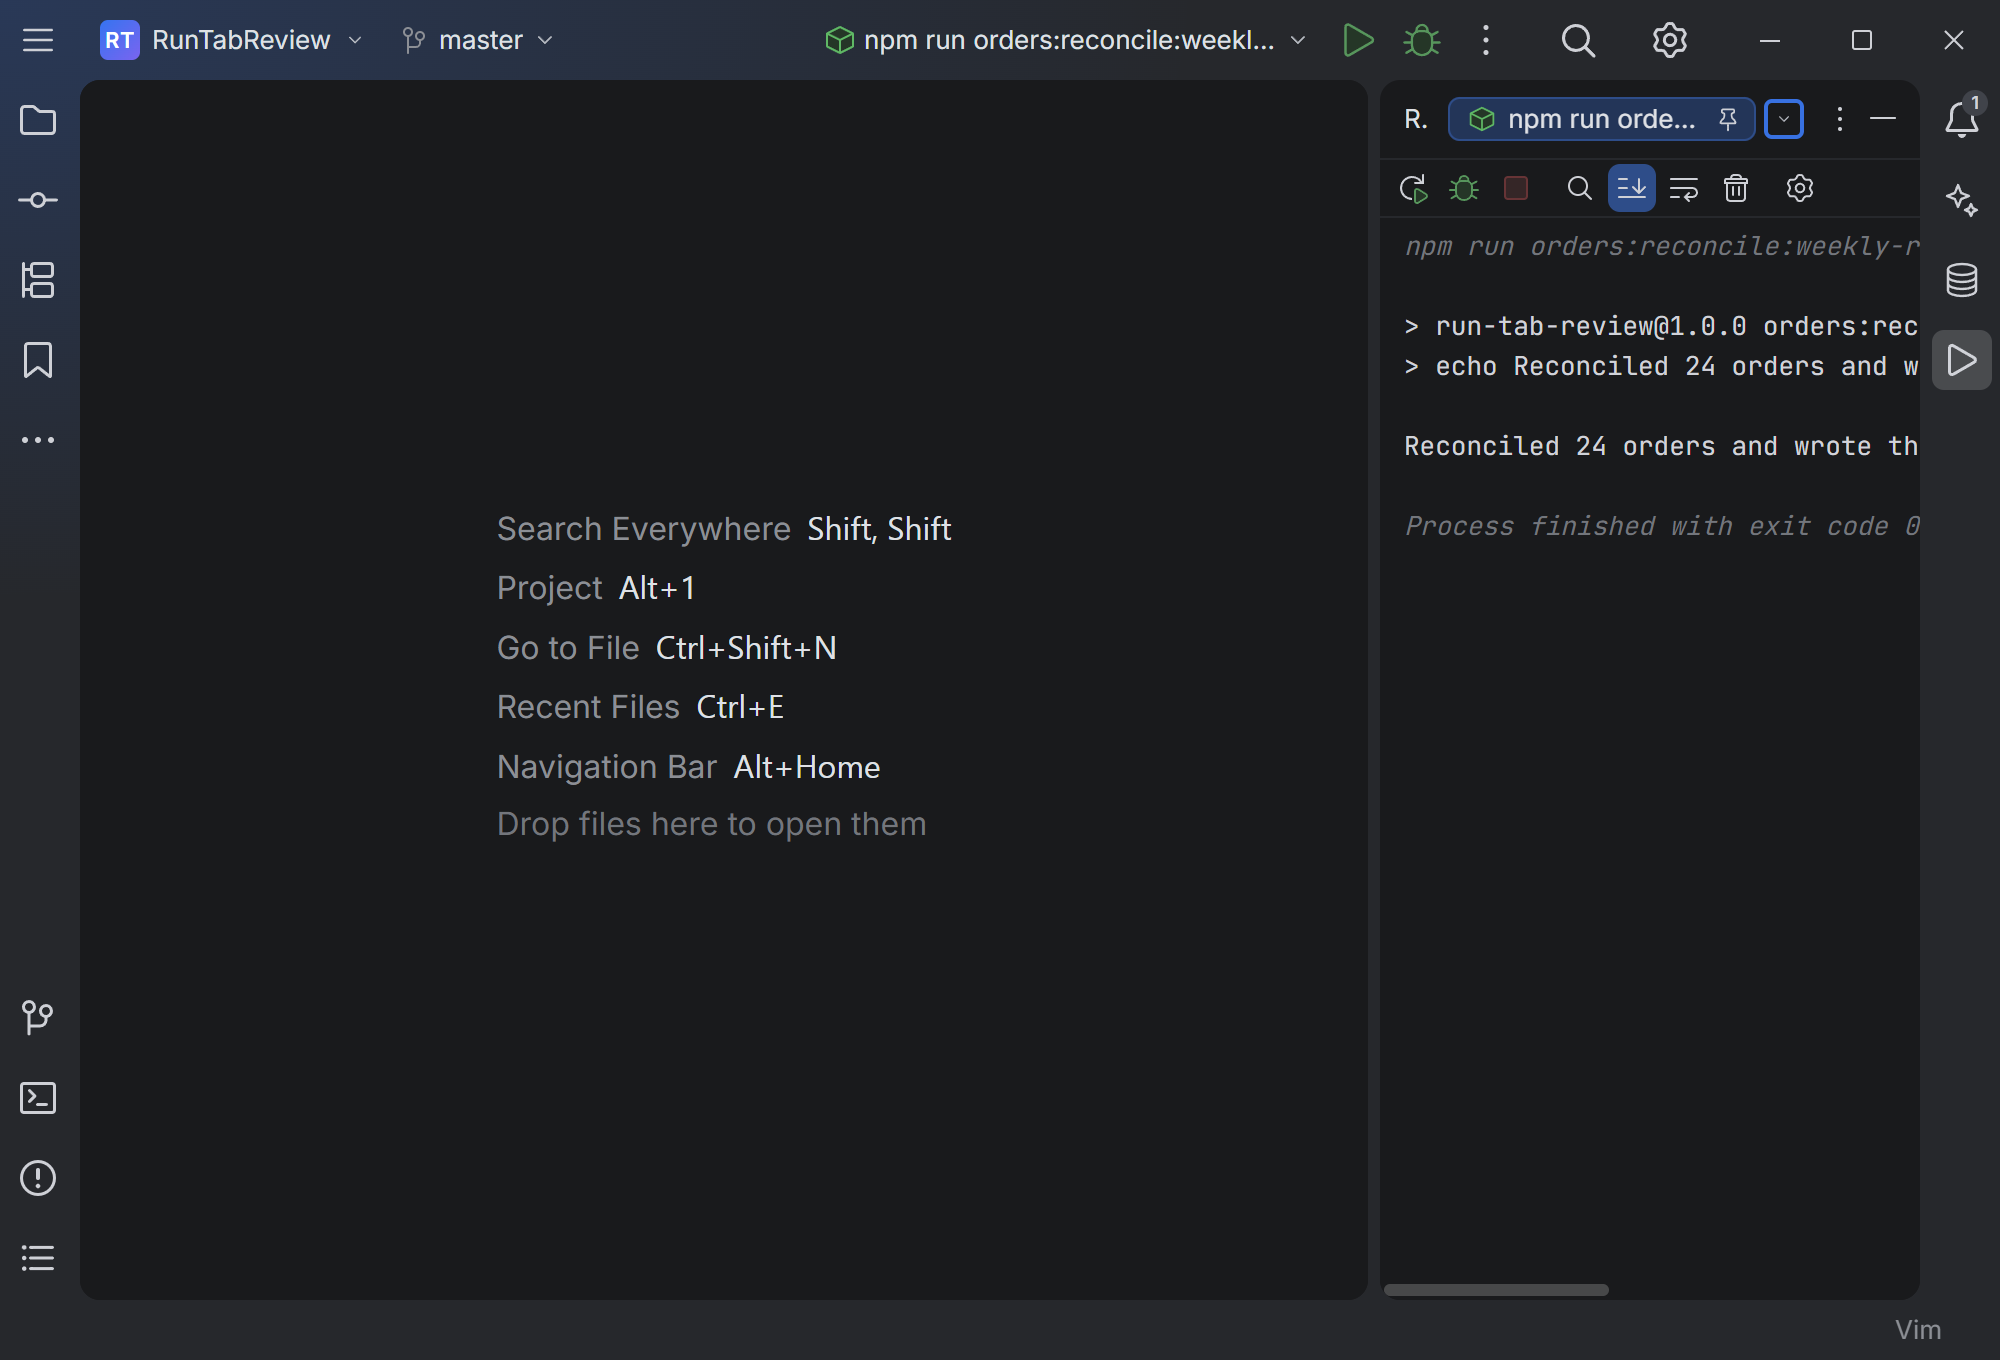 RT RunTabReview master npm run orders:reconcile:weekl...
R. npm run orde...
1
npm run orders:reconcile:weekly-r
> run-tab-review@1.0.0 orders:rec
> echo Reconciled 24 orders and w
Reconciled 24 orders and wrote th
Process finished with exit code 0
Search Everywhere Shift, Shift
Project Alt+1
Go to File Ctrl+Shift+N
Recent Files Ctrl+E
Navigation Bar Alt+Home
Drop files here to open them
Vim